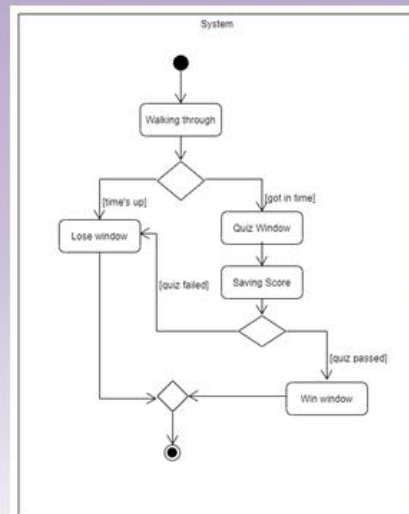 System
Walking through
[time's up]
[got in time]
Lose window
Quiz Window
[quiz failed]
Saving Score
[quiz passed]
Win window